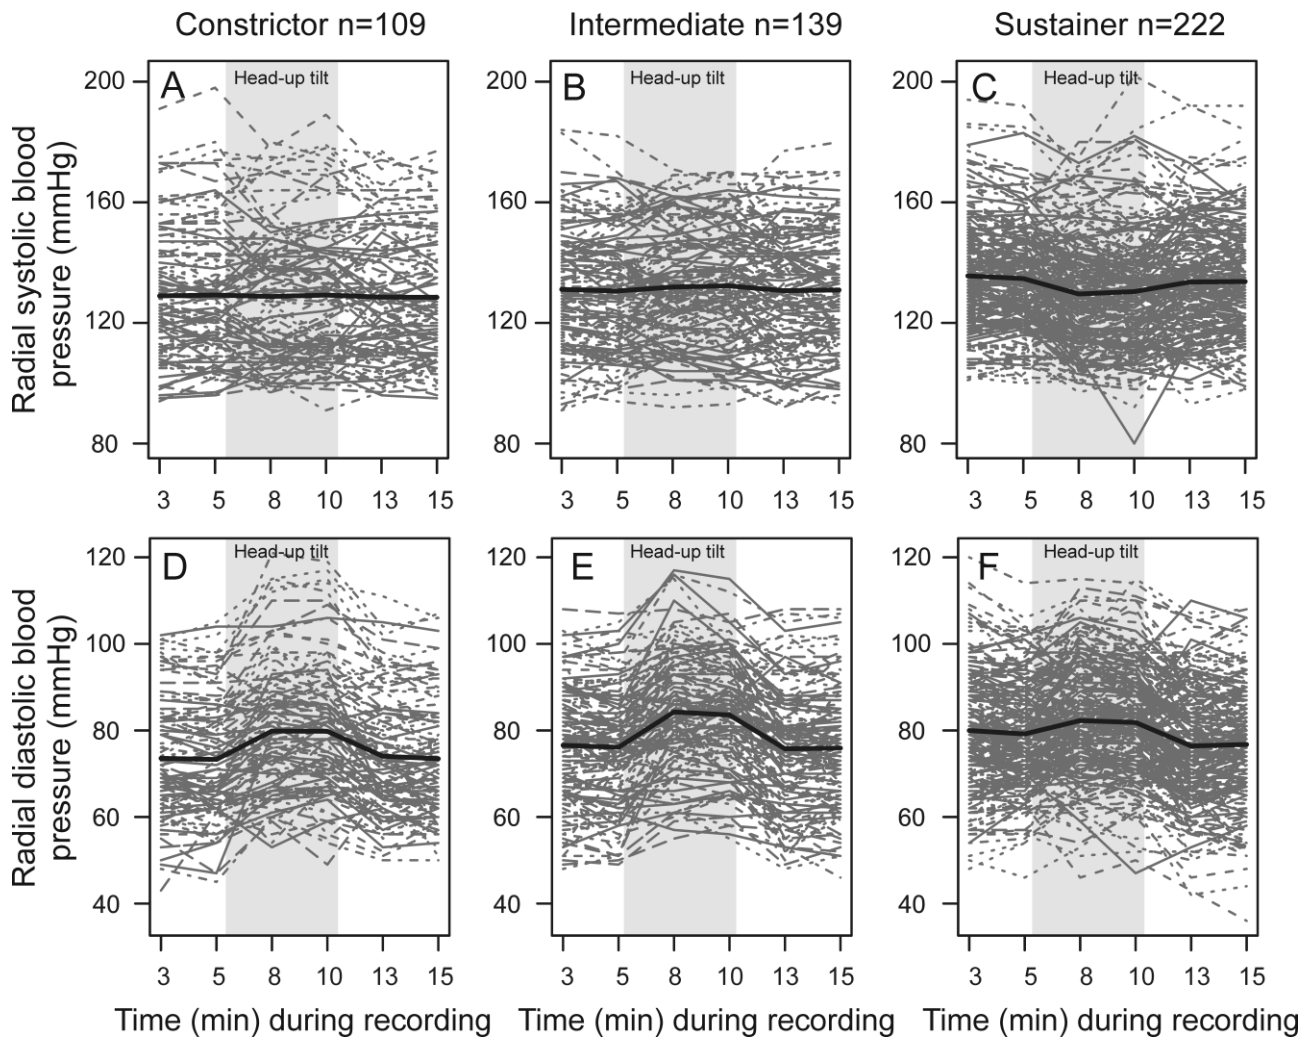 Constrictor n=109
Intermediate n=139
Sustainer n=222
Radial systolic blood
pressure (mmHg)
A
Head-up tilt
200
160
120
80
3 5 8 10 13 15
B
Head-up tilt
200
160
120
80
3 5 8 10 13 15
C
Head-up tilt
200
160
120
80
3 5 8 10 13 15
Radial diastolic blood
pressure (mmHg)
D
Head-up tilt
120
100
80
60
40
3 5 8 10 13 15
E
Head-up tilt
120
100
80
60
40
3 5 8 10 13 15
F
Head-up tilt
120
100
80
60
40
3 5 8 10 13 15
Time (min) during recording
Time (min) during recording
Time (min) during recording